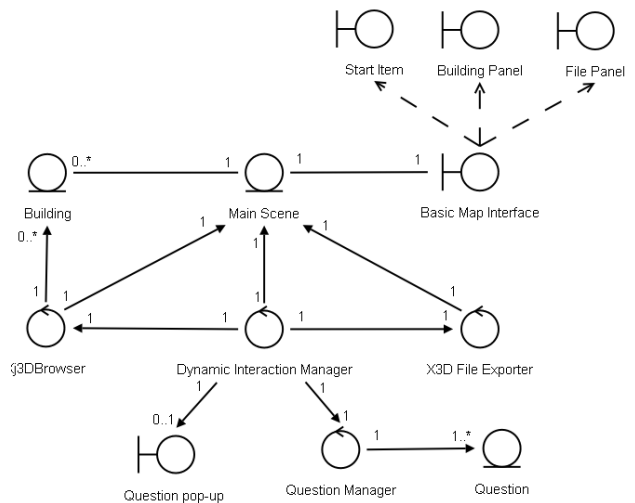 Start Item
Building Panel
File Panel
0..*
1
1
1
Building
Main Scene
Basic Map Interface
0..*
1
1
1
1
1
1
1
1
1
1
Xj3DBrowser
Dynamic Interaction Manager
X3D File Exporter
1
1
0..1
1
1
1..*
Question pop-up
Question Manager
Question